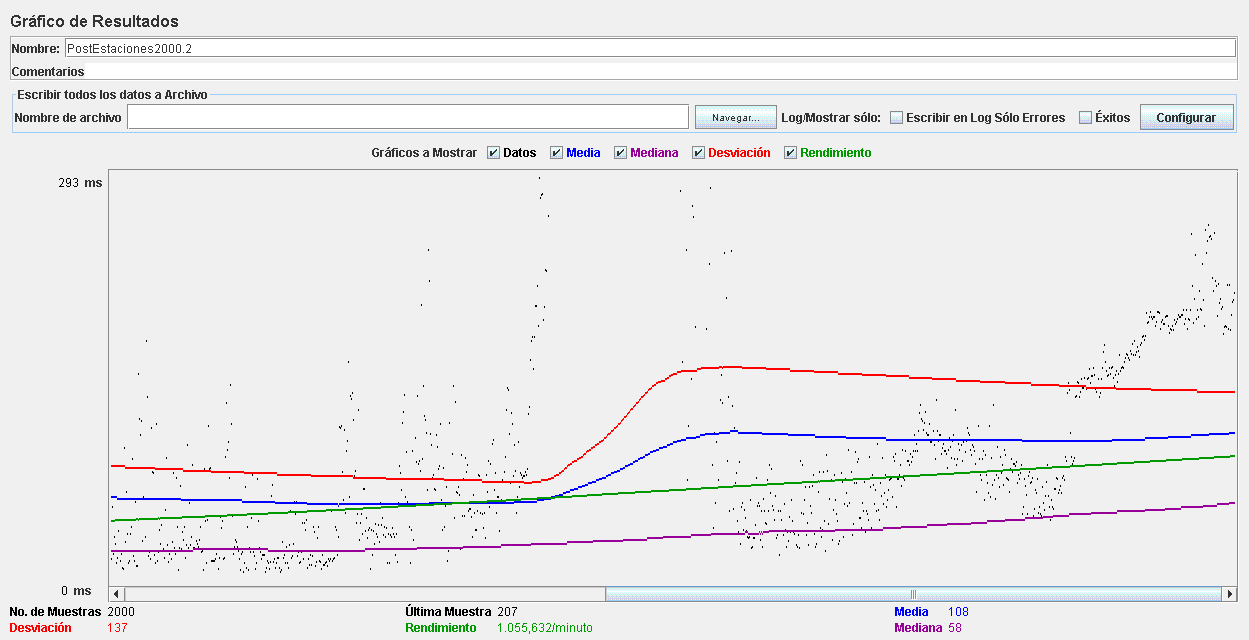 Gráfico de Resultados
Nombre: PostEstaciones2000.2
Comentarios
Escribir todos los datos a Archivo
Nombre de archivo Navegar... Log/Mostrar sólo: Escribir en Log Sólo Errores Éxitos Configurar
Gráficos a Mostrar Datos Media Mediana Desviación Rendimiento
293 ms
0 ms
No. de Muestras 2000 Última Muestra 207 Media 108
Desviación 137 Rendimiento 1.055,632/minuto Mediana 58